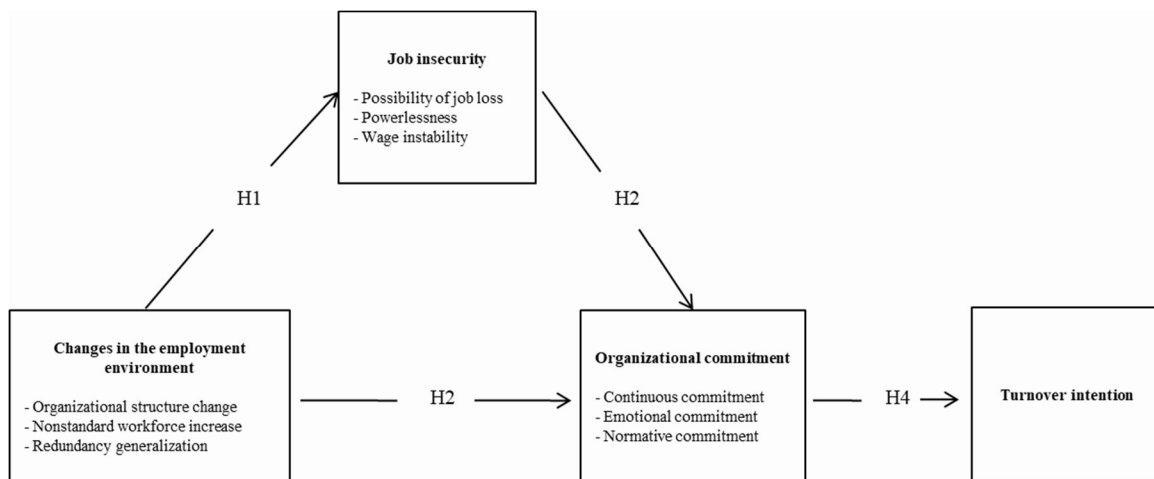 Job insecurity
- Possibility of job loss
- Powerlessness
- Wage instability
H1
H2
Changes in the employment
environment
- Organizational structure change
- Nonstandard workforce increase
- Redundancy generalization
H2
Organizational commitment
- Continuous commitment
- Emotional commitment
- Normative commitment
H4
Turnover intention